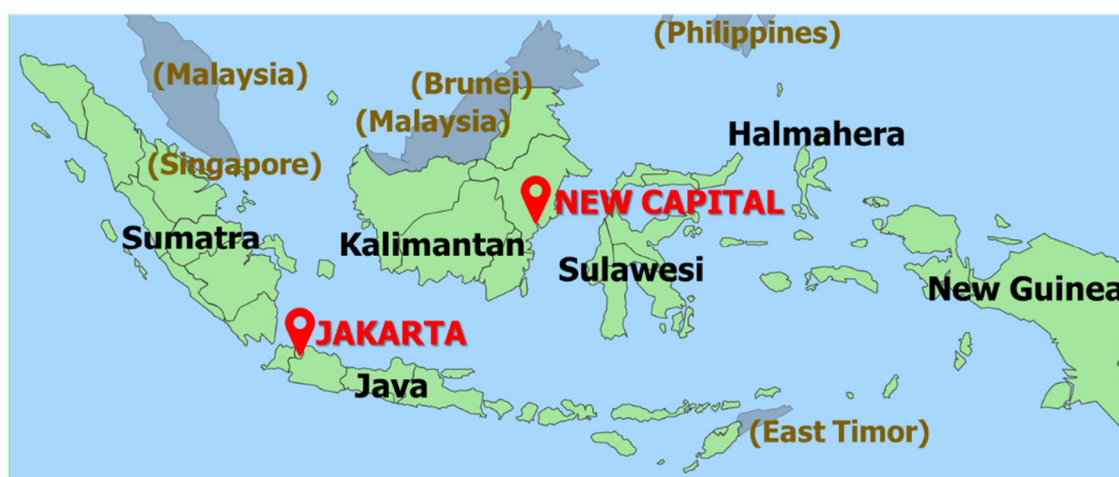 (Philippines)
(Malaysia)
(Brunei)
(Malaysia)
Halmahera
(Singapore)
NEW CAPITAL
Sumatra
Kalimantan
Sulawesi
New Guinea
JAKARTA
Java
(East Timor)